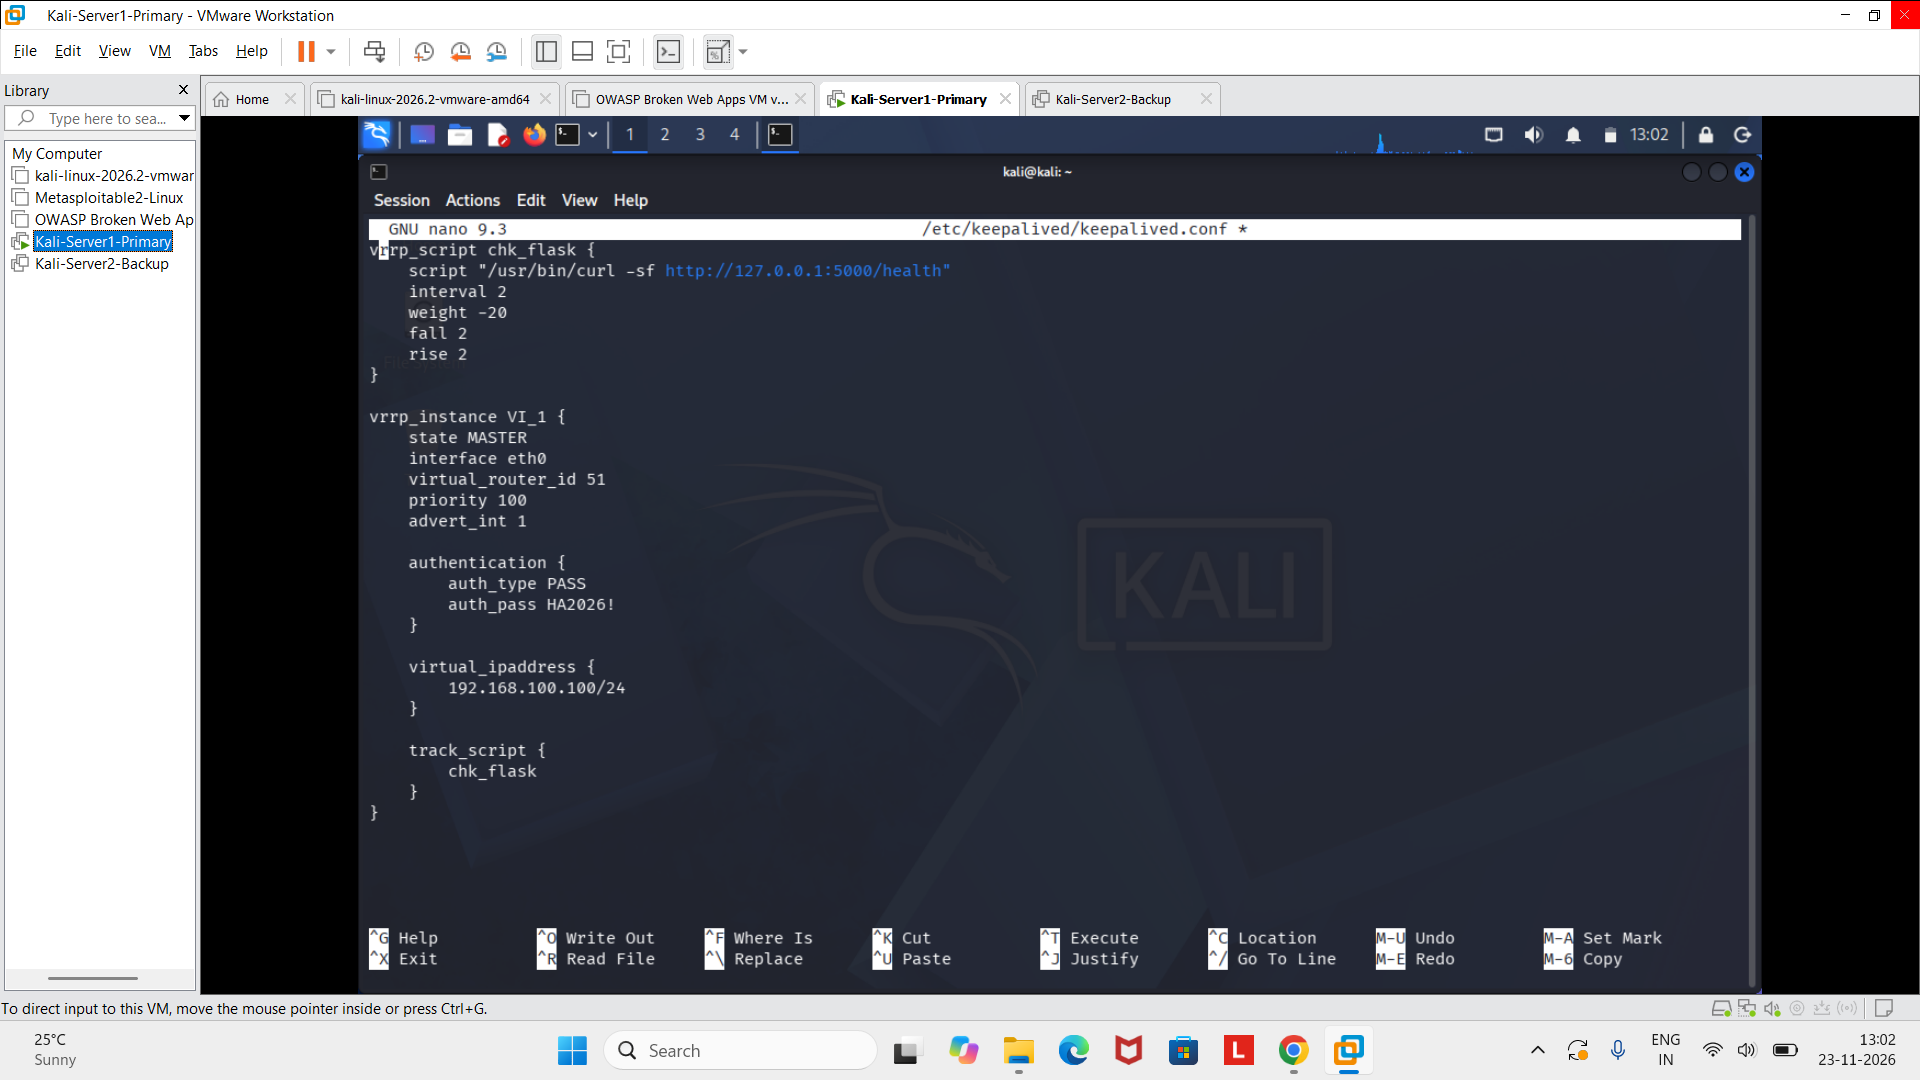 Kali-Server1-Primary - VMware Workstation
File Edit View VM Tabs Help
Library
Type here to sea...
My Computer
kali-linux-2026.2-vmwar
Metasploitable2-Linux
OWASP Broken Web Ap
Kali-Server1-Primary
Kali-Server2-Backup
Home
kali-linux-2026.2-vmware-amd64
OWASP Broken Web Apps VM v...
Kali-Server1-Primary
Kali-Server2-Backup
1 2 3 4
13:02
kali@kali: ~
Session Actions Edit View Help
GNU nano 9.3 /etc/keepalived/keepalived.conf *
vrrp_script chk_flask {
    script "/usr/bin/curl -sf http://127.0.0.1:5000/health"
    interval 2
    weight -20
    fall 2
    rise 2
}
vrrp_instance VI_1 {
    state MASTER
    interface eth0
    virtual_router_id 51
    priority 100
    advert_int 1
    authentication {
        auth_type PASS
        auth_pass HA2026!
    }
    virtual_ipaddress {
        192.168.100.100/24
    }
    track_script {
        chk_flask
    }
}
KALI
^G Help ^O Write Out ^F Where Is ^K Cut ^T Execute ^C Location M-U Undo M-A Set Mark
^X Exit ^R Read File ^\ Replace ^U Paste ^J Justify ^/ Go To Line M-E Redo M-6 Copy
To direct input to this VM, move the mouse pointer inside or press Ctrl+G.
25°C
Sunny
Search
L
ENG
IN
13:02
23-11-2026